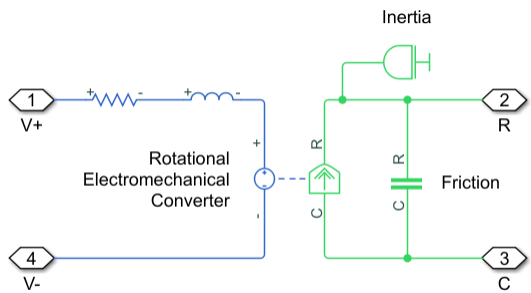 Inertia
1
+
-
+
-
2
V+
R
+
R
Rotational
Electromechanical
Converter
+
-
R
Friction
C
C
-
4
3
V-
C